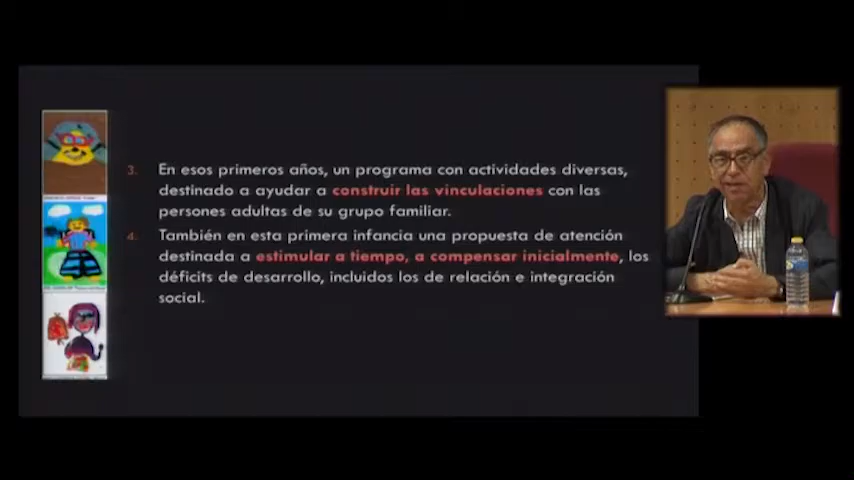 3. En esos primeros años, un programa con actividades diversas,
destinado a ayudar a construir las vinculaciones con las
persones adultas de su grupo familiar.
4. También en esta primera infancia una propuesta de atención
destinada a estimular a tiempo, a compensar inicialmente, los
déficits de desarrollo, incluidos los de relación e integración
social.